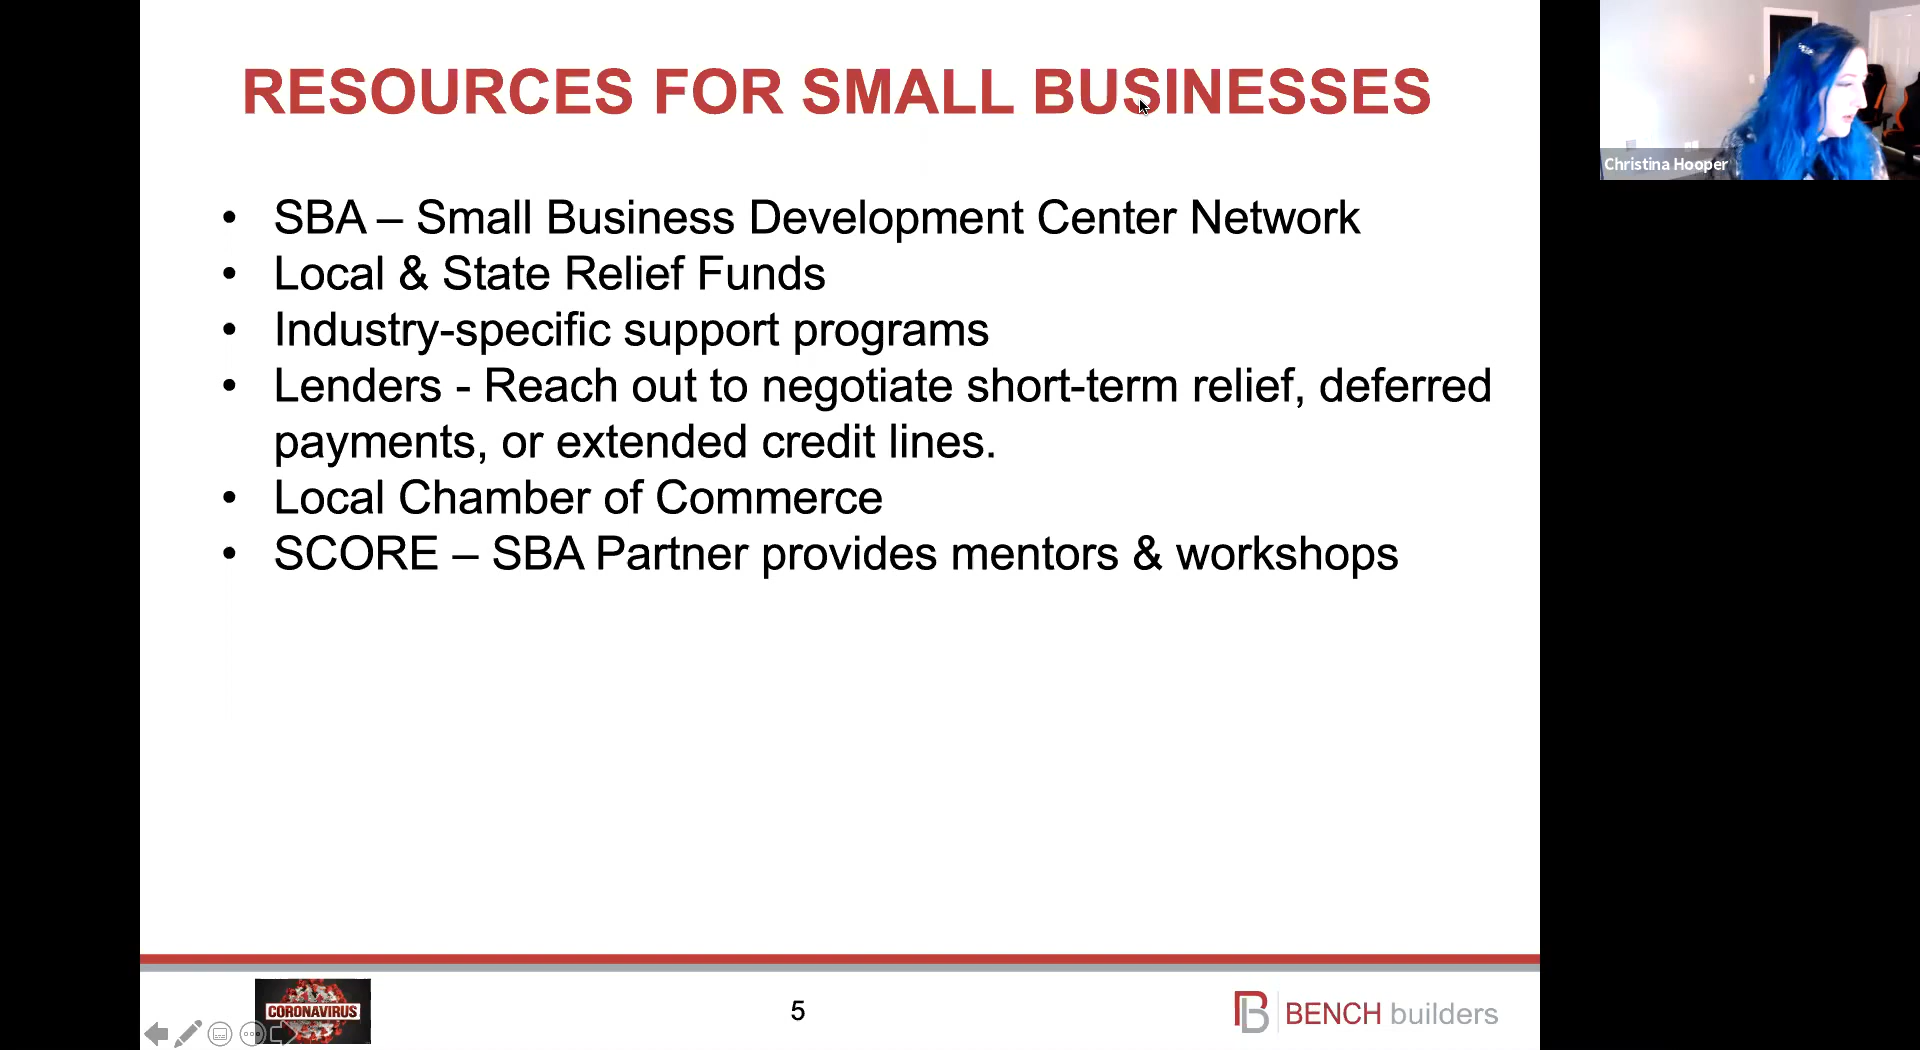 RESOURCES FOR SMALL BUSINESSES
Christina Hooper
• SBA – Small Business Development Center Network
• Local & State Relief Funds
• Industry-specific support programs
• Lenders - Reach out to negotiate short-term relief, deferred
payments, or extended credit lines.
• Local Chamber of Commerce
• SCORE – SBA Partner provides mentors & workshops
CORONAVIRUS
5
BENCH builders